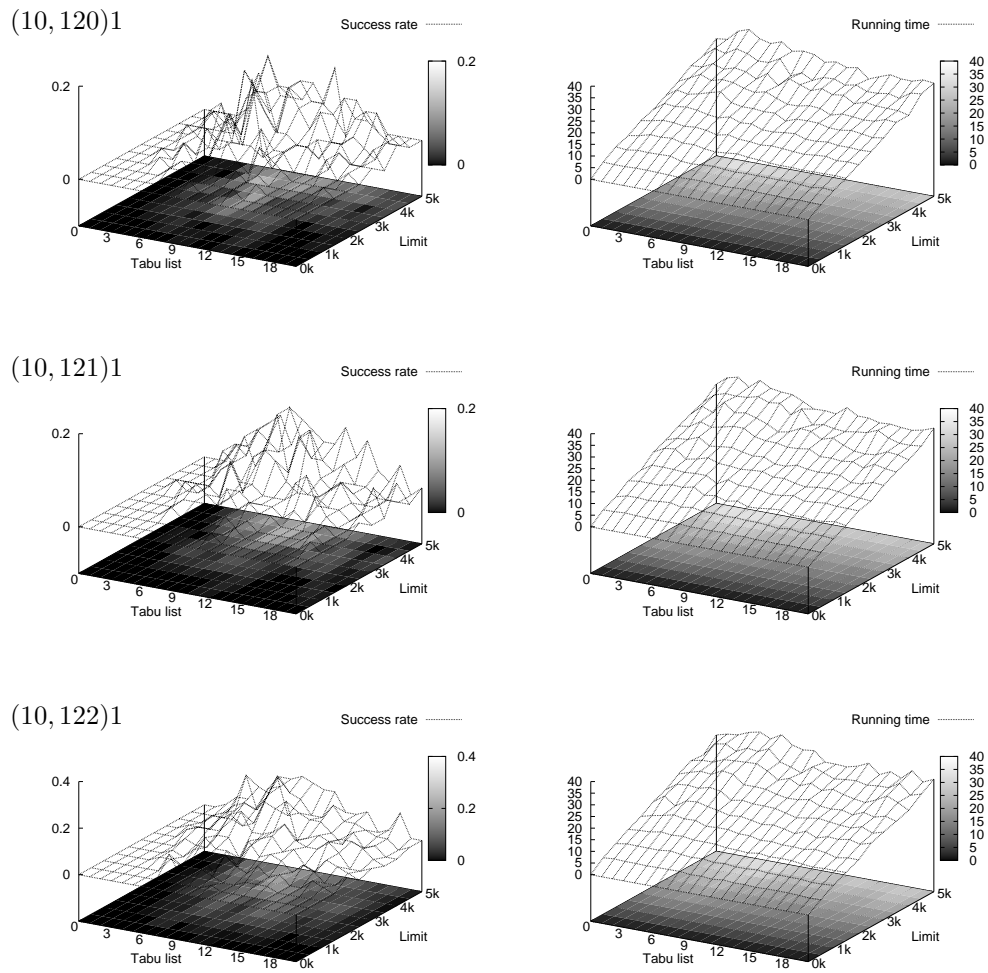 (10, 120)1
Success rate
0.2
0
0.2
0
0
3
6
9
12
15
18
Tabu list
0k
1k
2k
3k
4k
5k
Limit
Running time
40
35
30
25
20
15
10
5
0
40
35
30
25
20
15
10
5
0
0
3
6
9
12
15
18
Tabu list
0k
1k
2k
3k
4k
5k
Limit
(10, 121)1
Success rate
0.2
0
0.2
0
0
3
6
9
12
15
18
Tabu list
0k
1k
2k
3k
4k
5k
Limit
Running time
40
35
30
25
20
15
10
5
0
40
35
30
25
20
15
10
5
0
0
3
6
9
12
15
18
Tabu list
0k
1k
2k
3k
4k
5k
Limit
(10, 122)1
Success rate
0.4
0.2
0
0.4
0.2
0
0
3
6
9
12
15
18
Tabu list
0k
1k
2k
3k
4k
5k
Limit
Running time
40
35
30
25
20
15
10
5
0
40
35
30
25
20
15
10
5
0
0
3
6
9
12
15
18
Tabu list
0k
1k
2k
3k
4k
5k
Limit